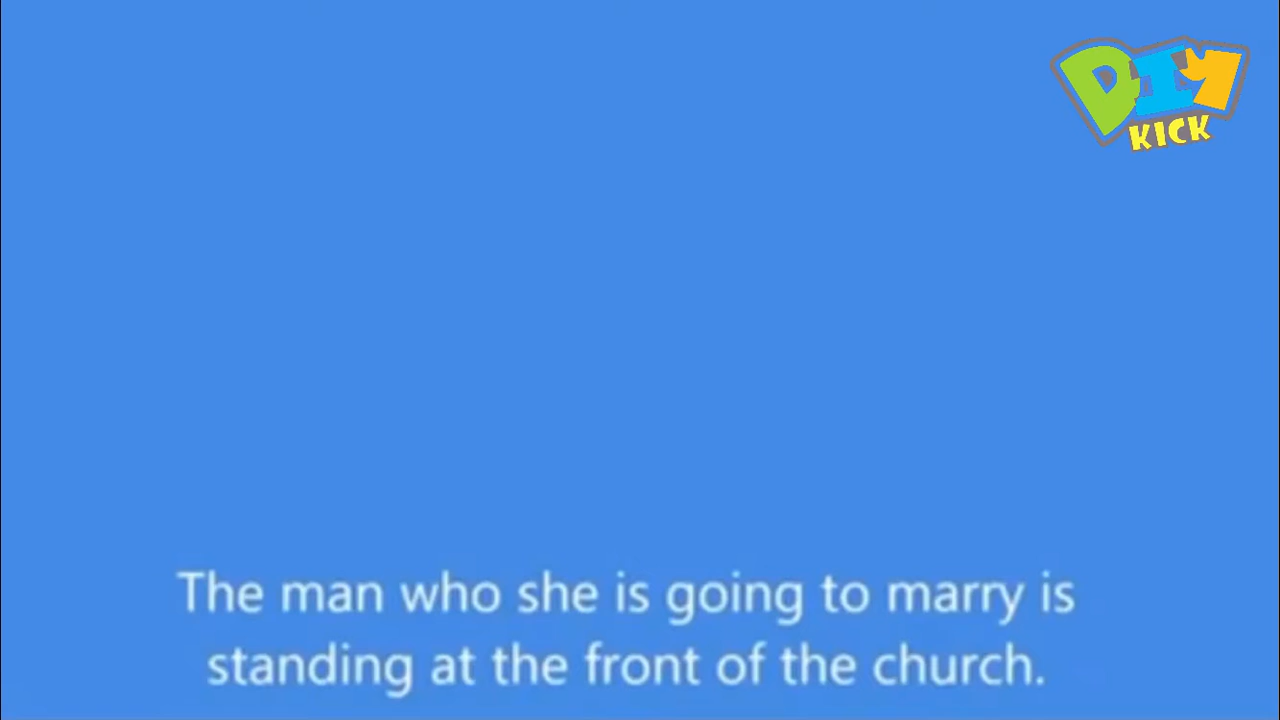 DIY
KICK
The man who she is going to marry is
standing at the front of the church.